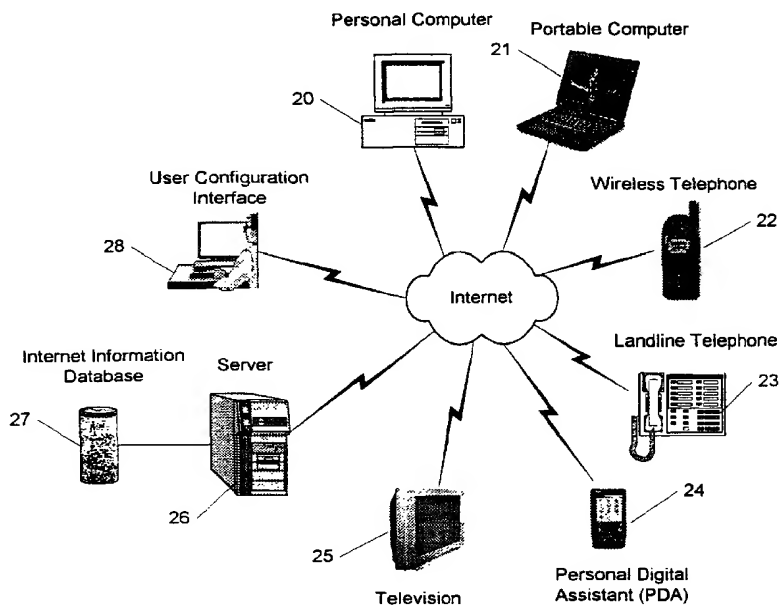 Personal Computer
Portable Computer
21
20
User Configuration
Interface
Wireless Telephone
28
22
Internet
Landline Telephone
Internet Information
Database
Server
27
23
26
25
24
Television
Personal Digital
Assistant (PDA)